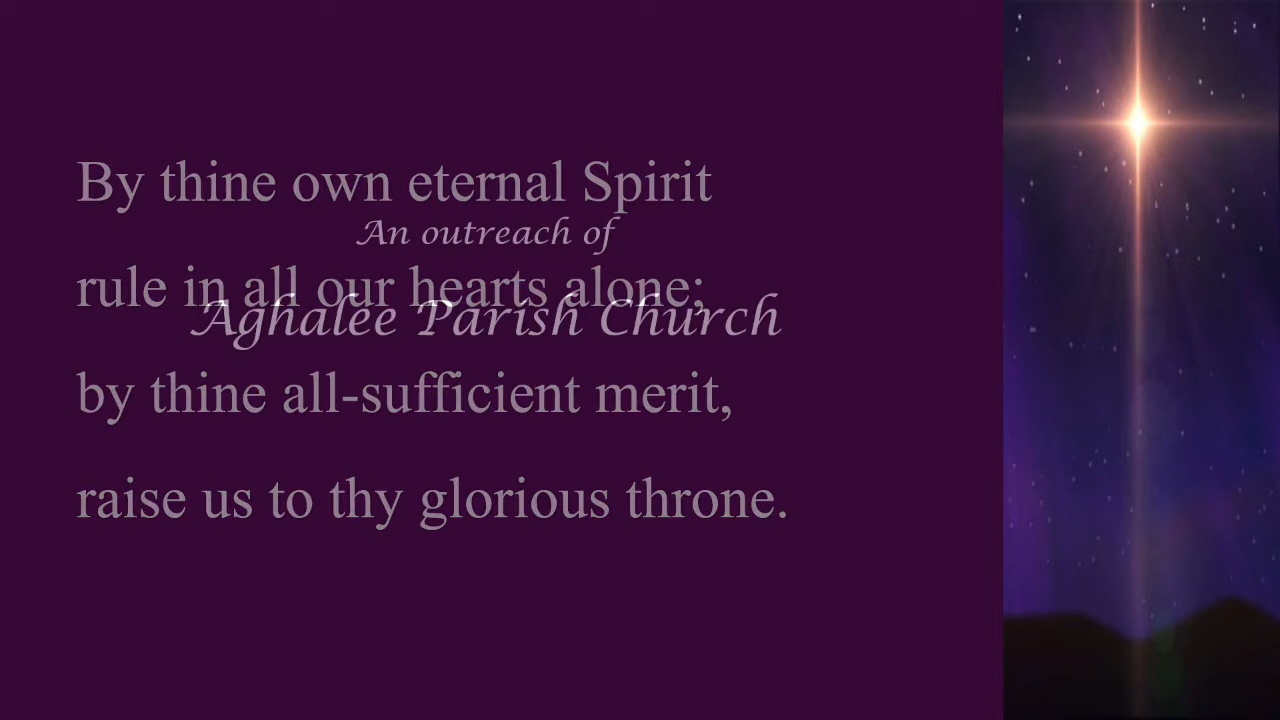 By thine own eternal Spirit
An outreach of
rule in all our hearts alone;
Aghalee Parish Church
by thine all-sufficient merit,
raise us to thy glorious throne.